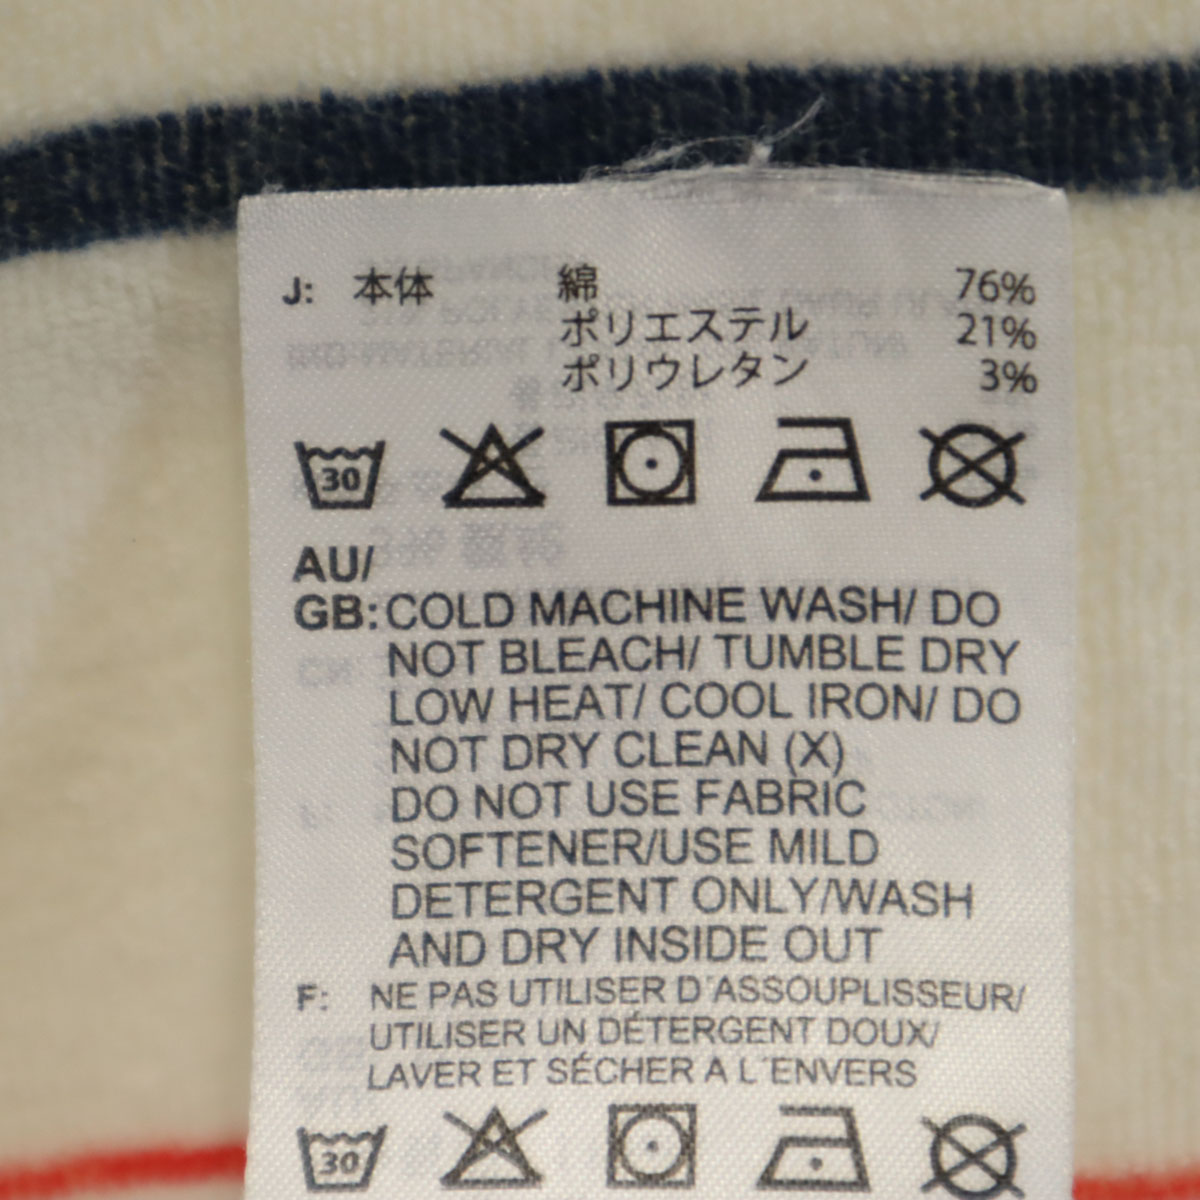 J: 本体 綿 76%
ポリエステル 21%
ポリウレタン 3%
30
AU/
GB: COLD MACHINE WASH/ DO
NOT BLEACH/ TUMBLE DRY
LOW HEAT/ COOL IRON/ DO
NOT DRY CLEAN (X)
DO NOT USE FABRIC
SOFTENER/USE MILD
DETERGENT ONLY/WASH
AND DRY INSIDE OUT
F: NE PAS UTILISER D´ASSOUPLISSEUR/
UTILISER UN DÉTERGENT DOUX/
LAVER ET SÉCHER A L´ENVERS
30